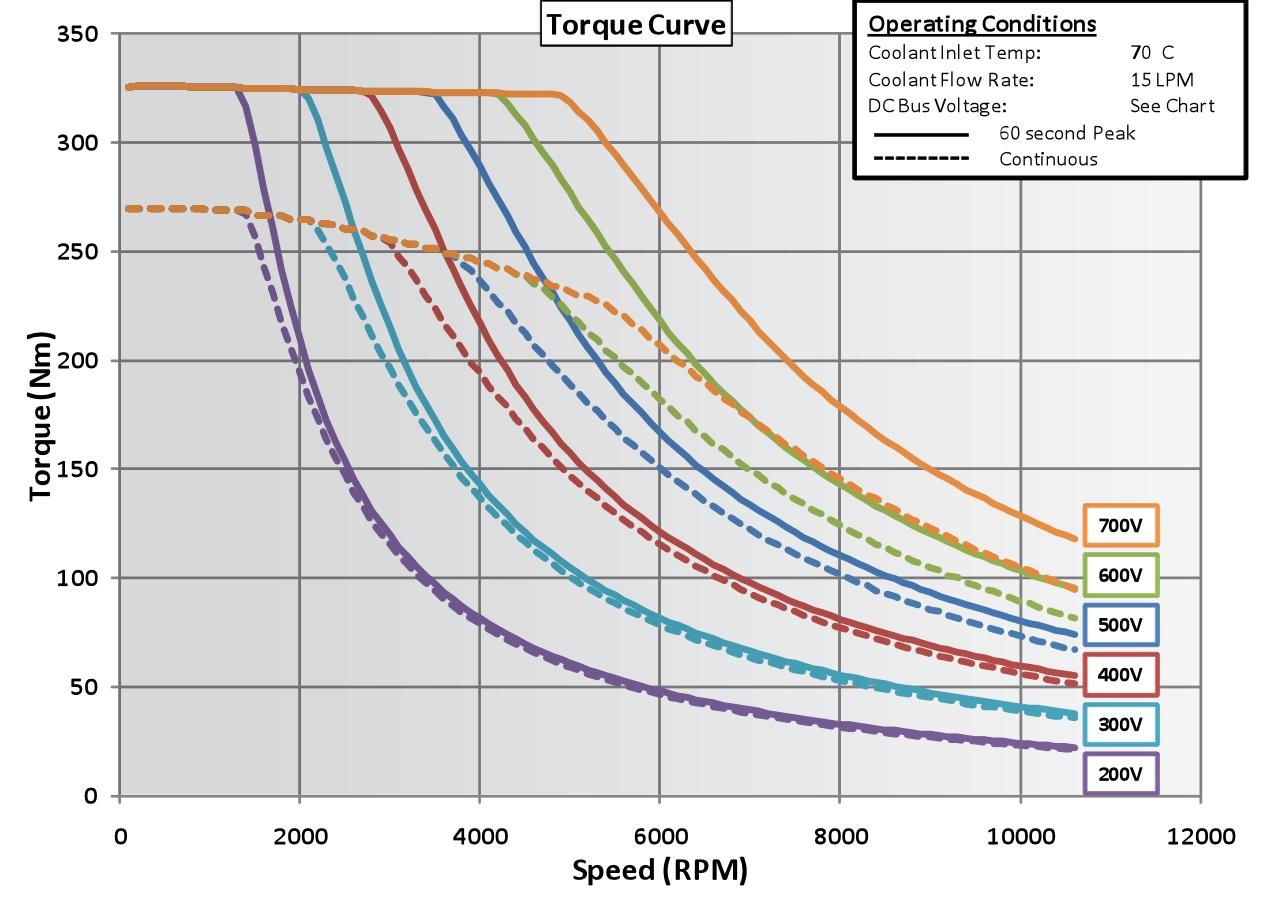 Torque Curve
Operating Conditions
Coolant Inlet Temp: 70 C
Coolant Flow Rate: 15 LPM
DC Bus Voltage: See Chart
60 second Peak
Continuous
350
300
250
200
150
100
50
0
Torque (Nm)
700V
600V
500V
400V
300V
200V
0 2000 4000 6000 8000 10000 12000
Speed (RPM)